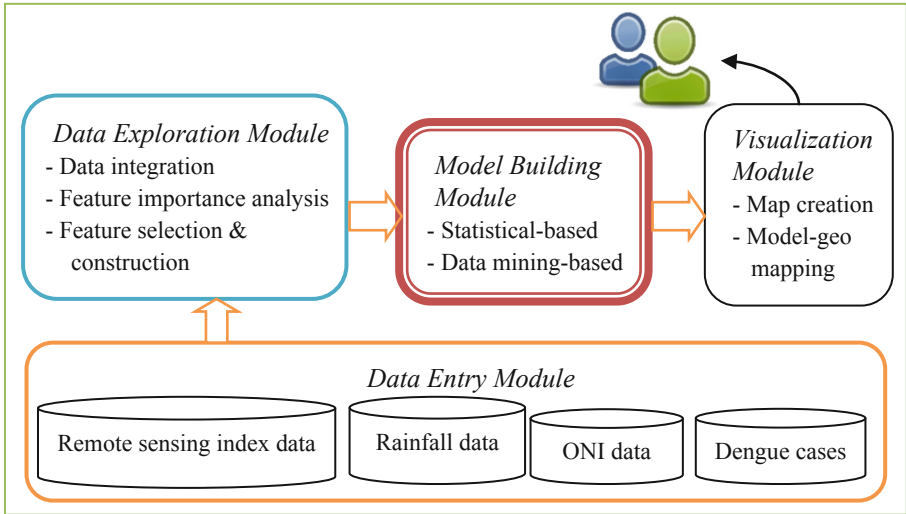 Data Exploration Module
- Data integration
- Feature importance analysis
- Feature selection &
construction
Model Building
Module
- Statistical-based
- Data mining-based
Visualization
Module
- Map creation
- Model-geo
mapping
Data Entry Module
Remote sensing index data
Rainfall data
ONI data
Dengue cases